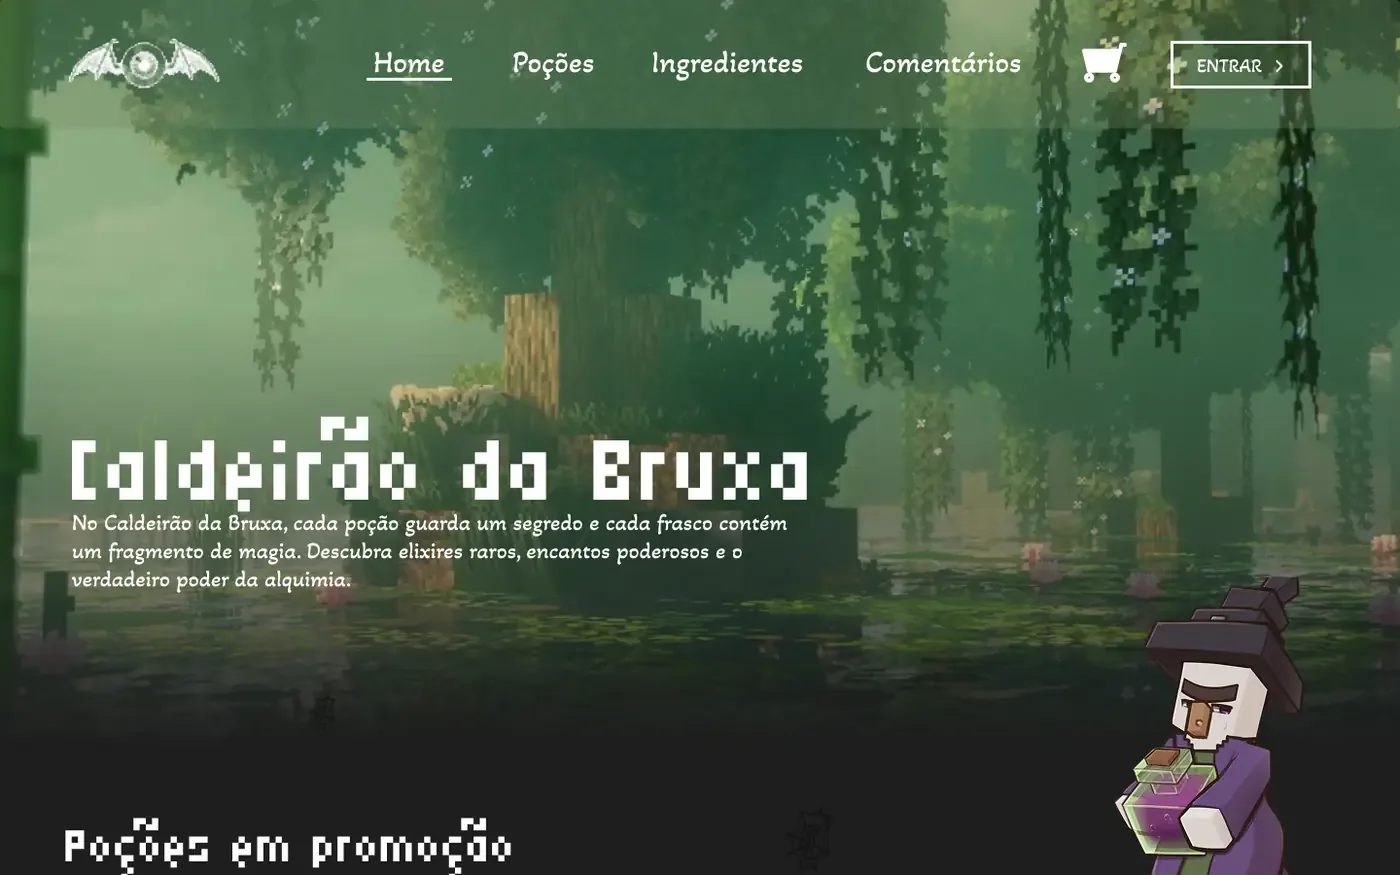 Home
Poções
Ingredientes
Comentários
ENTRAR >
Caldeirão da Bruxa
No Caldeirão da Bruxa, cada poção guarda um segredo e cada frasco contém
um fragmento de magia. Descubra elixires raros, encantos poderosos e o
verdadeiro poder da alquimia.
Poções em promoção